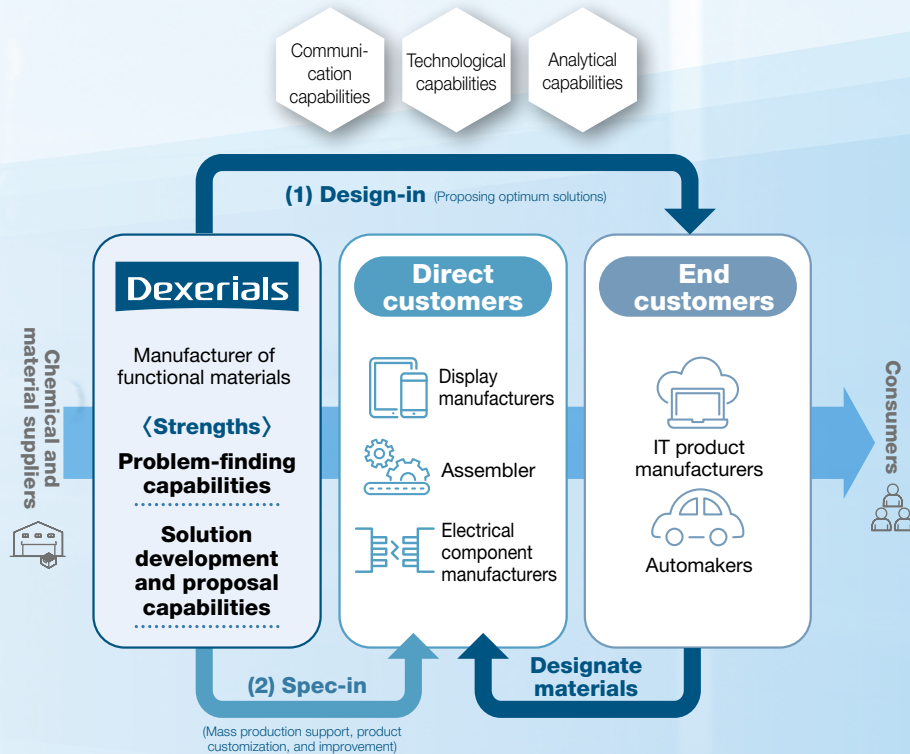 Communi-
cation
capabilities
Technological
capabilities
Analytical
capabilities
(1) Design-in (Proposing optimum solutions)
Chemical and
material suppliers
Dexerials
Manufacturer of
functional materials
〈Strengths〉
Problem-finding
capabilities
Solution
development
and proposal
capabilities
Direct
customers
Display
manufacturers
Assembler
Electrical
component
manufacturers
End
customers
IT product
manufacturers
Automakers
Consumers
(2) Spec-in
(Mass production support, product
customization, and improvement)
Designate
materials